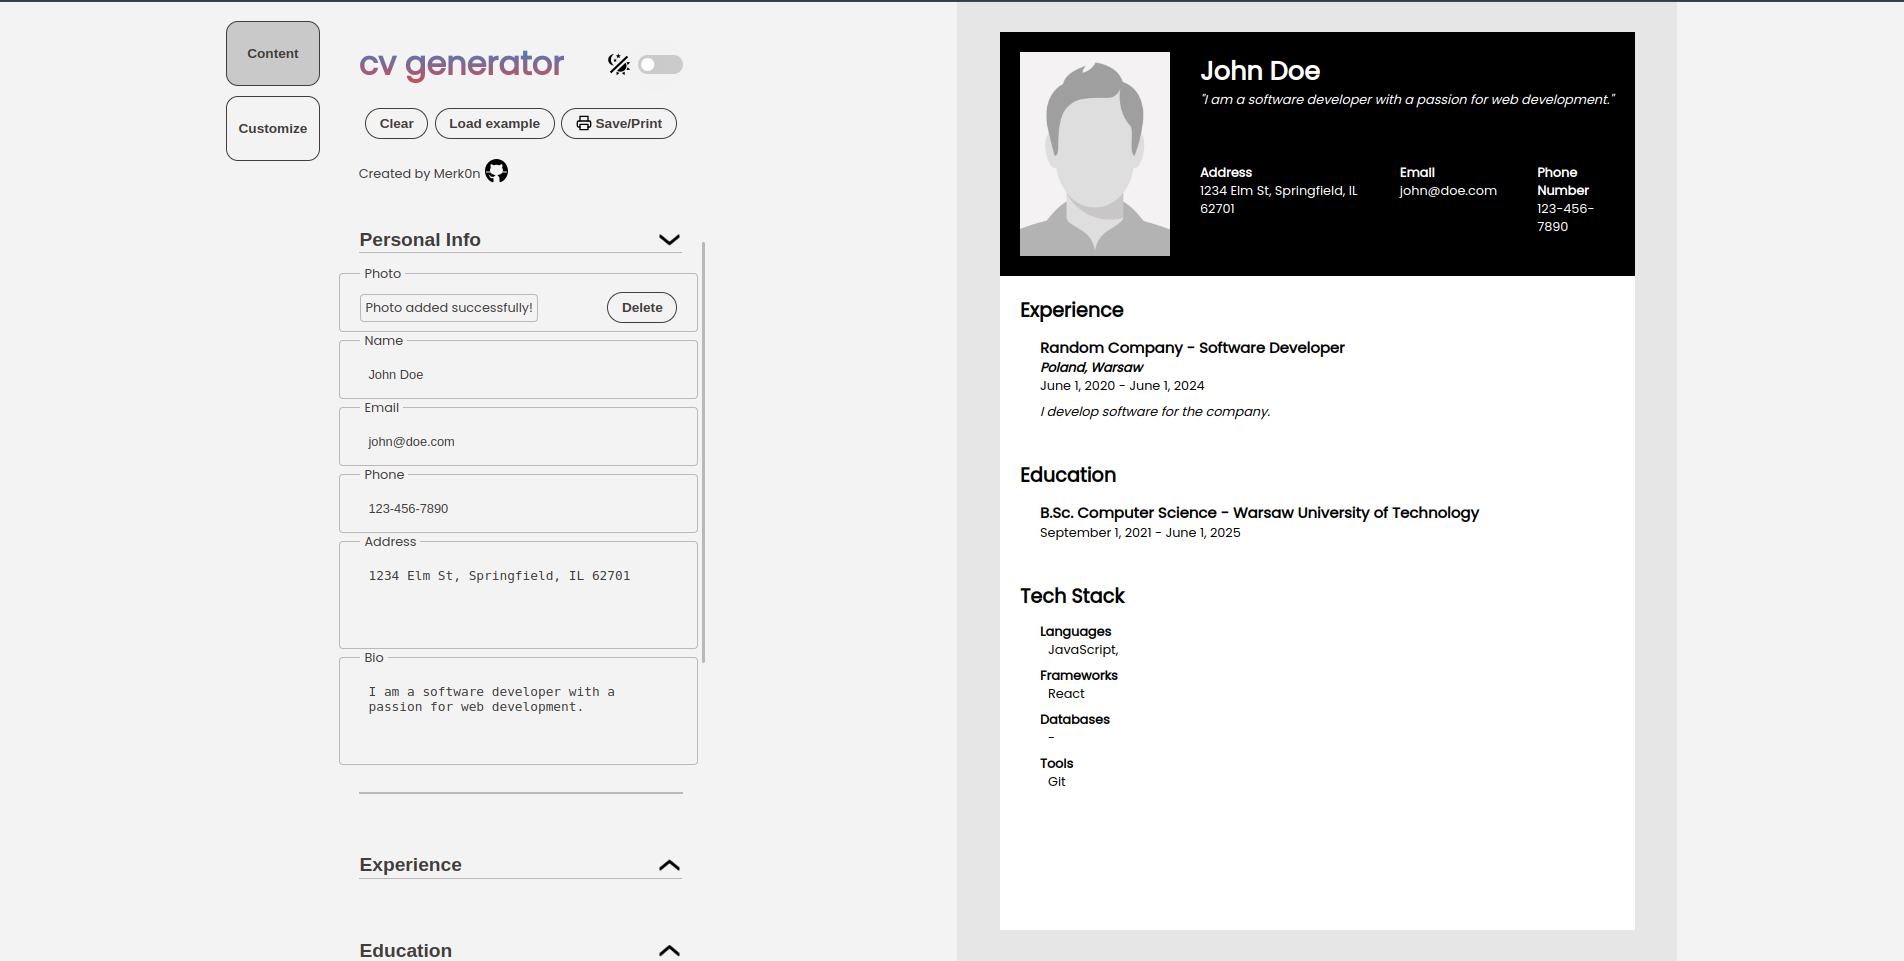 Content
Customize
cv generator
Clear
Load example
Save/Print
Created by Merk0n
Personal Info
Photo
Photo added successfully!
Delete
Name
John Doe
Email
john@doe.com
Phone
123-456-7890
Address
1234 Elm St, Springfield, IL 62701
Bio
I am a software developer with a
passion for web development.
Experience
Education
John Doe
"I am a software developer with a passion for web development."
Address
1234 Elm St, Springfield, IL
62701
Email
john@doe.com
Phone
Number
123-456-
7890
Experience
Random Company - Software Developer
Poland, Warsaw
June 1, 2020 - June 1, 2024
I develop software for the company.
Education
B.Sc. Computer Science - Warsaw University of Technology
September 1, 2021 - June 1, 2025
Tech Stack
Languages
JavaScript,
Frameworks
React
Databases
-
Tools
Git